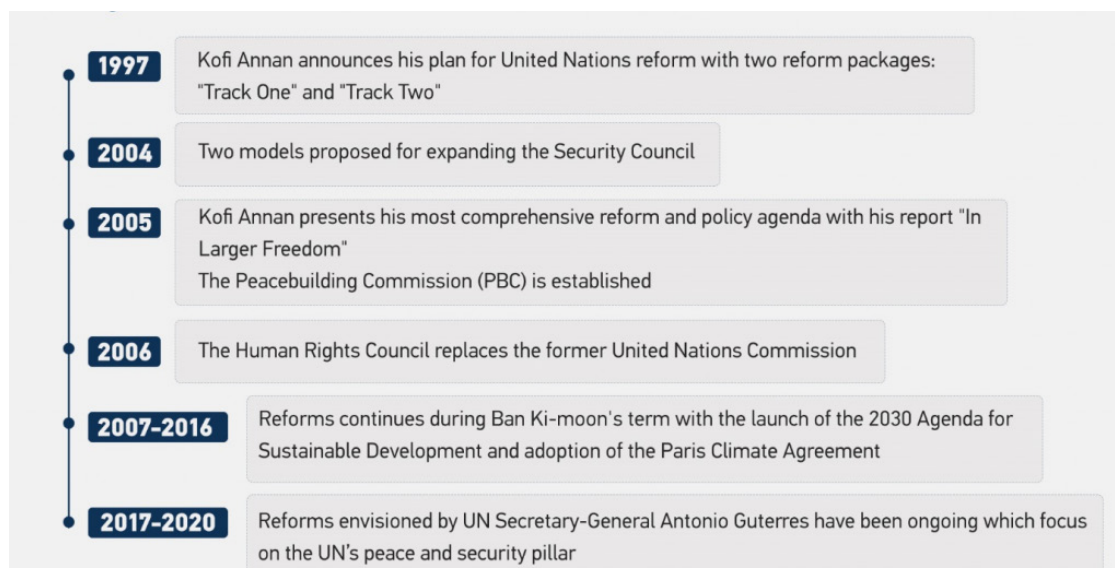 1997
Kofi Annan announces his plan for United Nations reform with two reform packages:
"Track One" and "Track Two"
2004
Two models proposed for expanding the Security Council
2005
Kofi Annan presents his most comprehensive reform and policy agenda with his report "In
Larger Freedom"
The Peacebuilding Commission (PBC) is established
2006
The Human Rights Council replaces the former United Nations Commission
2007-2016
Reforms continues during Ban Ki-moon's term with the launch of the 2030 Agenda for
Sustainable Development and adoption of the Paris Climate Agreement
2017-2020
Reforms envisioned by UN Secretary-General Antonio Guterres have been ongoing which focus
on the UN's peace and security pillar